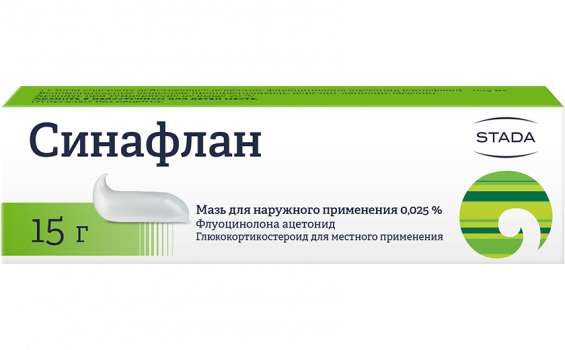 Синафлан
STADA
15 г
Мазь для наружного применения 0,025 %
Флуоцинолона ацетонид
Глюкокортикостероид для местного применения